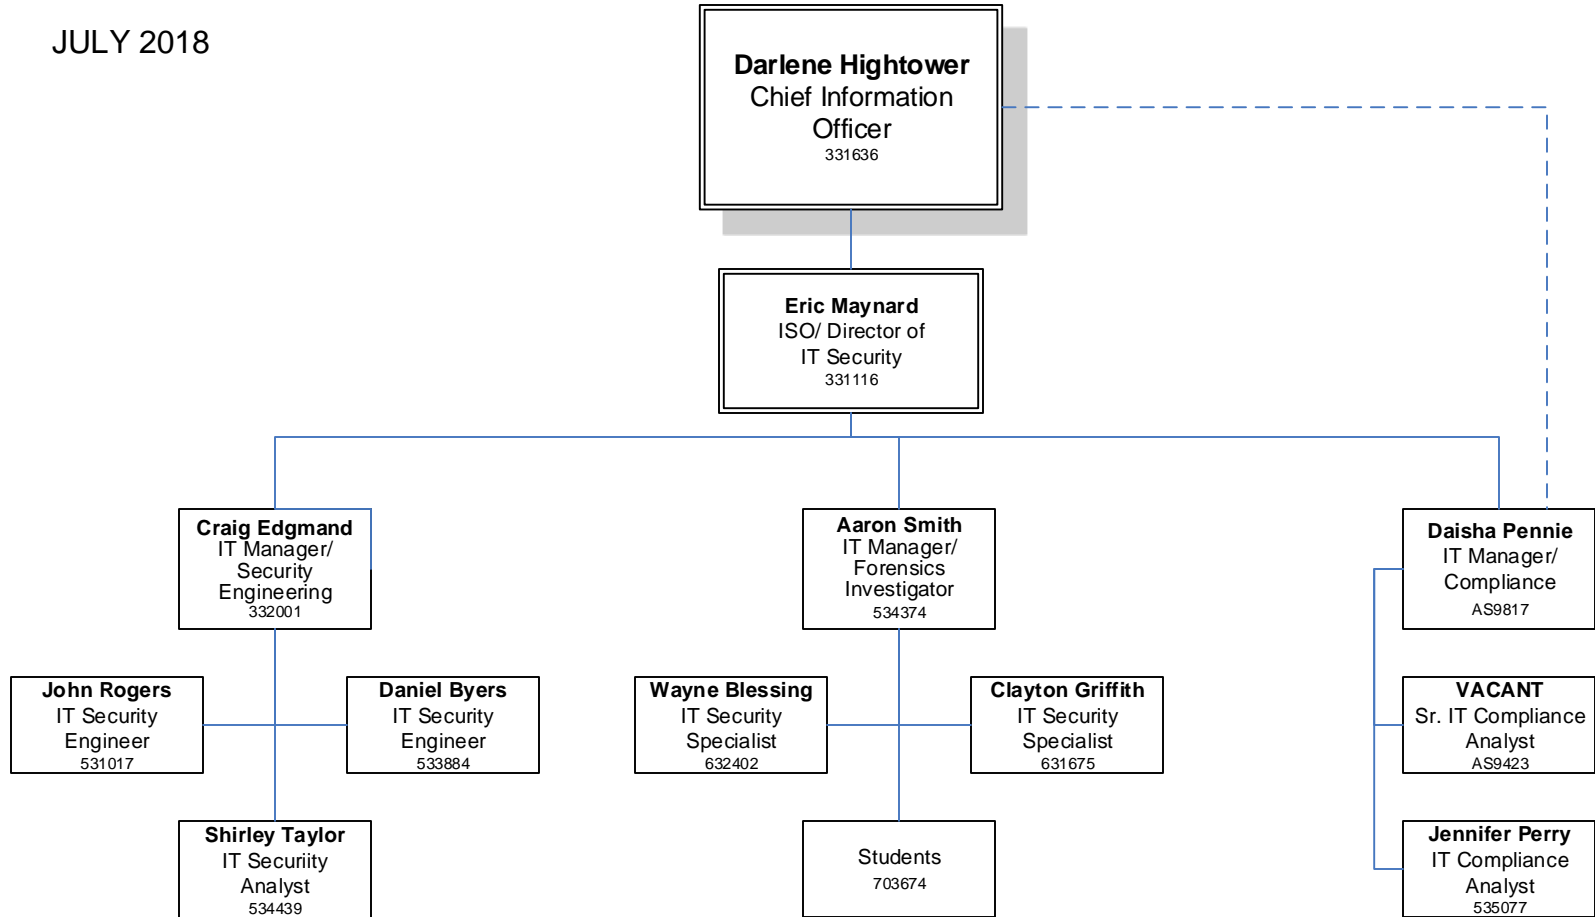 JULY 2018
Darlene Hightower
Chief Information
Officer
331636
Eric Maynard
ISO/ Director of
IT Security
331116
Craig Edgmand
IT Manager/
Security
Engineering
332001
Aaron Smith
IT Manager/
Forensics
Investigator
534374
Daisha Pennie
IT Manager/
Compliance
AS9817
John Rogers
IT Security
Engineer
531017
Daniel Byers
IT Security
Engineer
533884
Wayne Blessing
IT Security
Specialist
632402
Clayton Griffith
IT Security
Specialist
631675
VACANT
Sr. IT Compliance
Analyst
AS9423
Shirley Taylor
IT Securiity
Analyst
534439
Students
703674
Jennifer Perry
IT Compliance
Analyst
535077